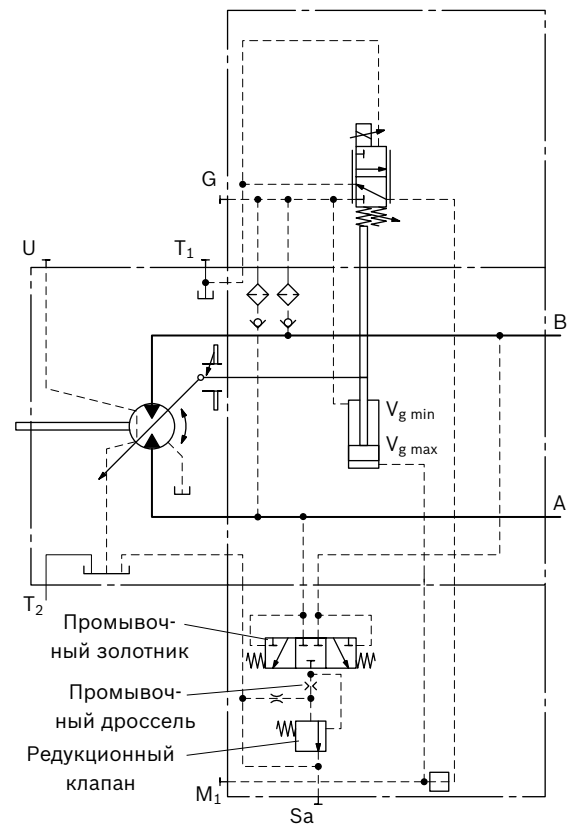 G
U
T1
B
Vg min
Vg max
A
T2
Промывоч-
ный золотник
Промывоч-
ный дроссель
Редукционный
клапан
M1
Sa